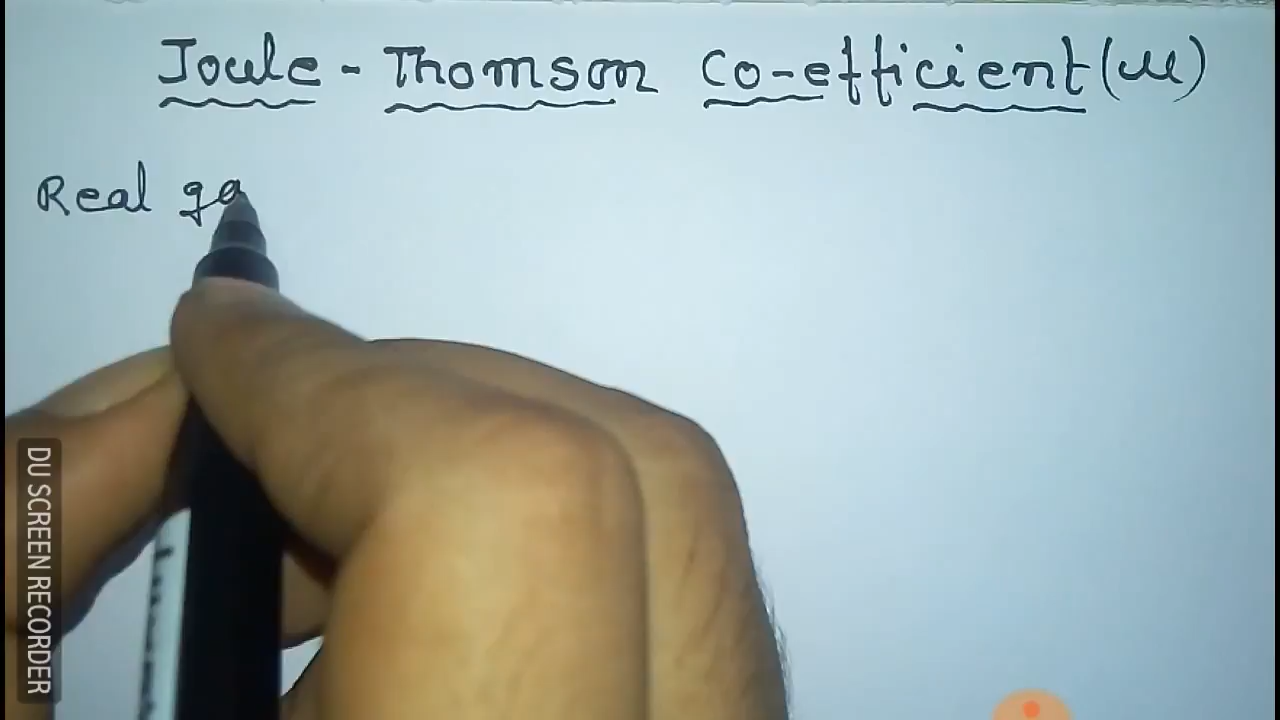 Joule - Thomson Co-efficient (μ)
Real ga
DU SCREEN RECORDER